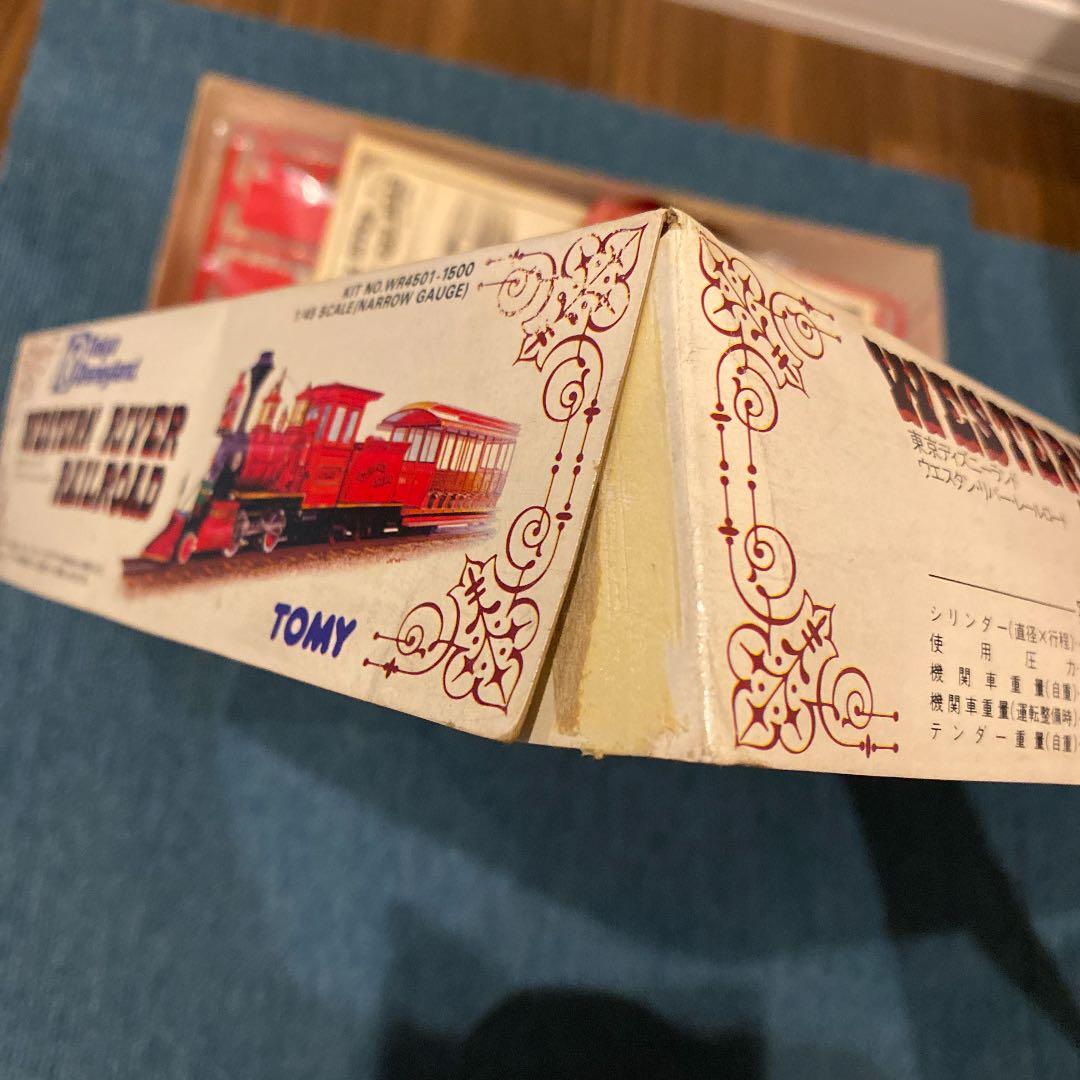 KIT NO.WR4501-1500
1/45 SCALE(NARROW GAUGE)
Tokyo
Disneyland
WESTERN RIVER
RAILROAD
TOMY
WESTERN
東京ディズニーランド
ウエスタンリバーレールロード
シリンダー(直径×行程)
使用圧力
機関車重量(自重)
機関車重量(運転整備時)
テンダー重量(自重)